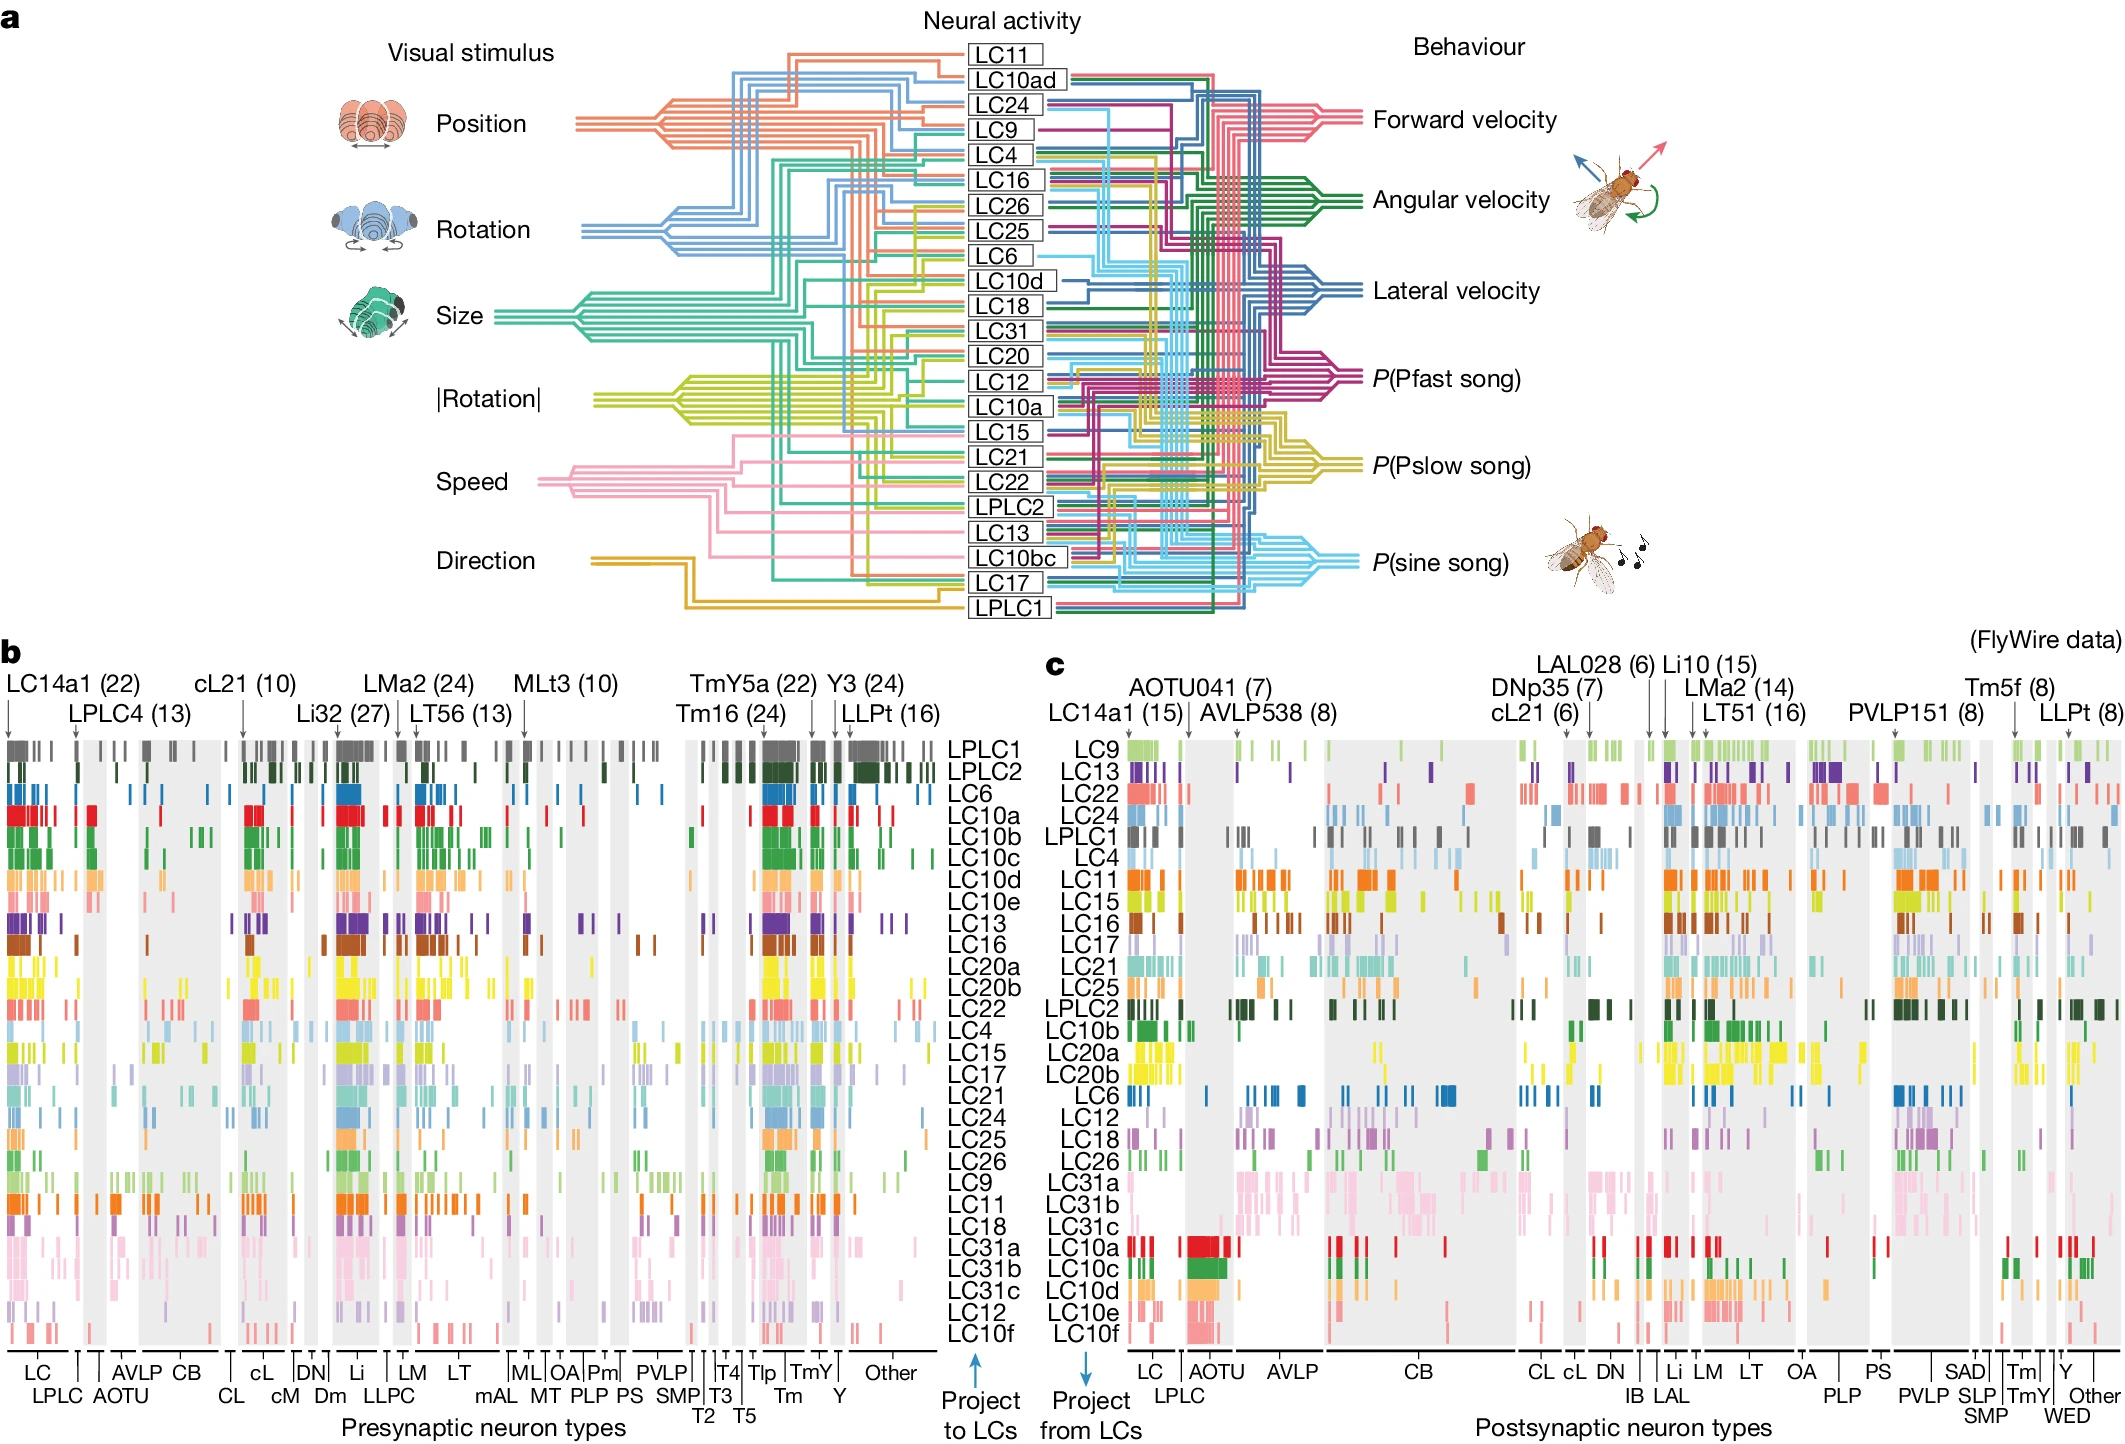 a
Neural activity
Visual stimulus
Behaviour
Position
Rotation
Size
|Rotation|
Speed
Direction
LC11
LC10ad
LC24
LC9
LC4
LC16
LC26
LC25
LC6
LC10d
LC18
LC31
LC20
LC12
LC10a
LC15
LC21
LC22
LPLC2
LC13
LC10bc
LC17
LPLC1
Forward velocity
Angular velocity
Lateral velocity
P(Pfast song)
P(Pslow song)
P(sine song)
(FlyWire data)
b
LC14a1 (22) cL21 (10) LMa2 (24) MLt3 (10) TmY5a (22) Y3 (24)
LPLC4 (13) Li32 (27) LT56 (13) Tm16 (24) LLPt (16)
LPLC1
LPLC2
LC6
LC10a
LC10b
LC10c
LC10d
LC10e
LC13
LC16
LC20a
LC20b
LC22
LC4
LC15
LC17
LC21
LC24
LC25
LC26
LC9
LC11
LC18
LC31a
LC31b
LC31c
LC12
LC10f
LC AVLP CB cL DN Li LM LT ML OA Pm PVLP T4 Tlp TmY Other
LPLC AOTU CL cM Dm LLPC mAL MT PLP PS SMP T3 Tm Y
T2 T5
Presynaptic neuron types
Project
to LCs
c
LAL028 (6) Li10 (15)
AOTU041 (7) DNp35 (7) LMa2 (14) Tm5f (8)
LC14a1 (15) AVLP538 (8) cL21 (6) LT51 (16) PVLP151 (8) LLPt (8)
LC9
LC13
LC22
LC24
LPLC1
LC4
LC11
LC15
LC16
LC17
LC21
LC25
LPLC2
LC10b
LC20a
LC20b
LC6
LC12
LC18
LC26
LC31a
LC31b
LC31c
LC10a
LC10c
LC10d
LC10e
LC10f
LC AOTU AVLP CB CL cL DN Li LM LT OA PS SAD Tm Y
LPLC IB LAL PLP PVLP SLP TmY Other
SMP WED
Project
from LCs
Postsynaptic neuron types